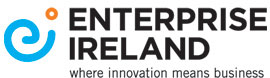 ENTERPRISE
IRELAND
where innovation means business